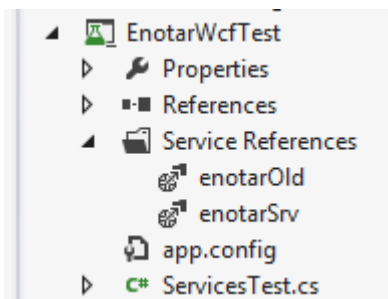 EnotarWcfTest
Properties
References
Service References
enotarOld
enotarSrv
app.config
C# ServicesTest.cs